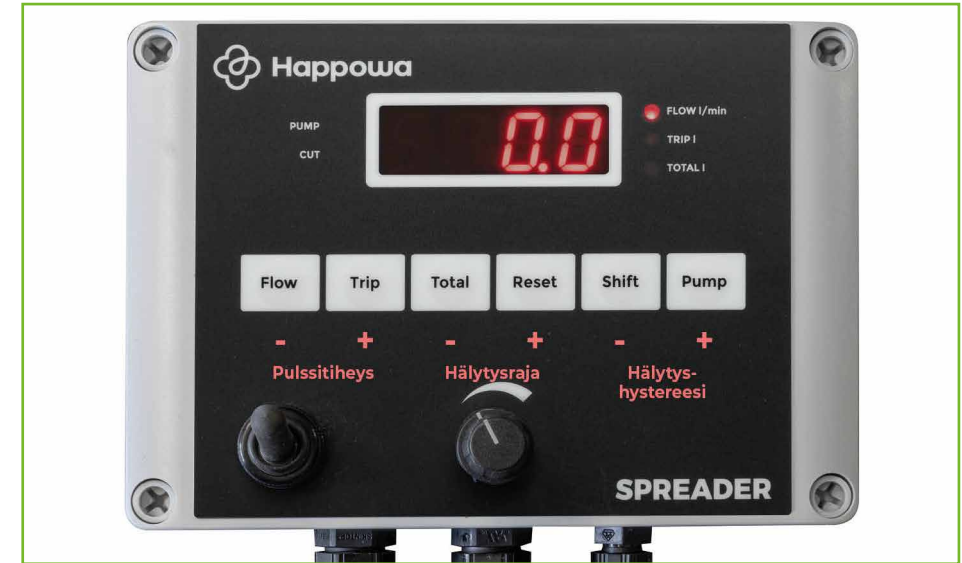 Happowa
PUMP
CUT
0.0
FLOW l/min
TRIP l
TOTAL l
Flow
Trip
Total
Reset
Shift
Pump
- + - + - +
Pulssitiheys
Hälytysraja
Hälytys-
hystereesi
SPREADER